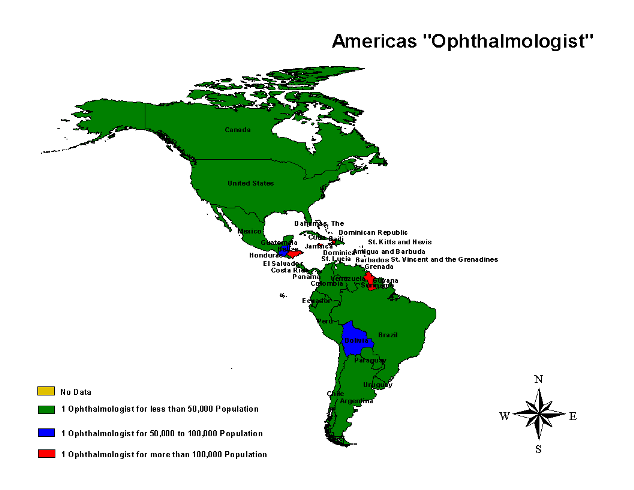 Americas "Ophthalmologist"
Canada
United States
Mexico
Bahamas, The
Cuba
Haiti
Dominican Republic
Jamaica
St. Kitts and Nevis
Guatemala
Honduras
Dominica
Antigua and Barbuda
El Salvador
St. Lucia
Barbados
St. Vincent and the Grenadines
Costa Rica
Grenada
Panama
Venezuela
Guyana
Colombia
Suriname
Ecuador
Peru
Brazil
Bolivia
Paraguay
Uruguay
Chile
Argentina
No Data
1 Ophthalmologist for less than 50,000 Population
1 Ophthalmologist for 50,000 to 100,000 Population
1 Ophthalmologist for more than 100,000 Population
N
W
E
S